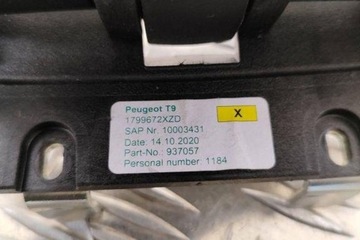 Peugeot T9
1799672XZD
X
SAP Nr. 10003431
Date: 14 10 2020
Part-No.: 937057
Personal number: 1184